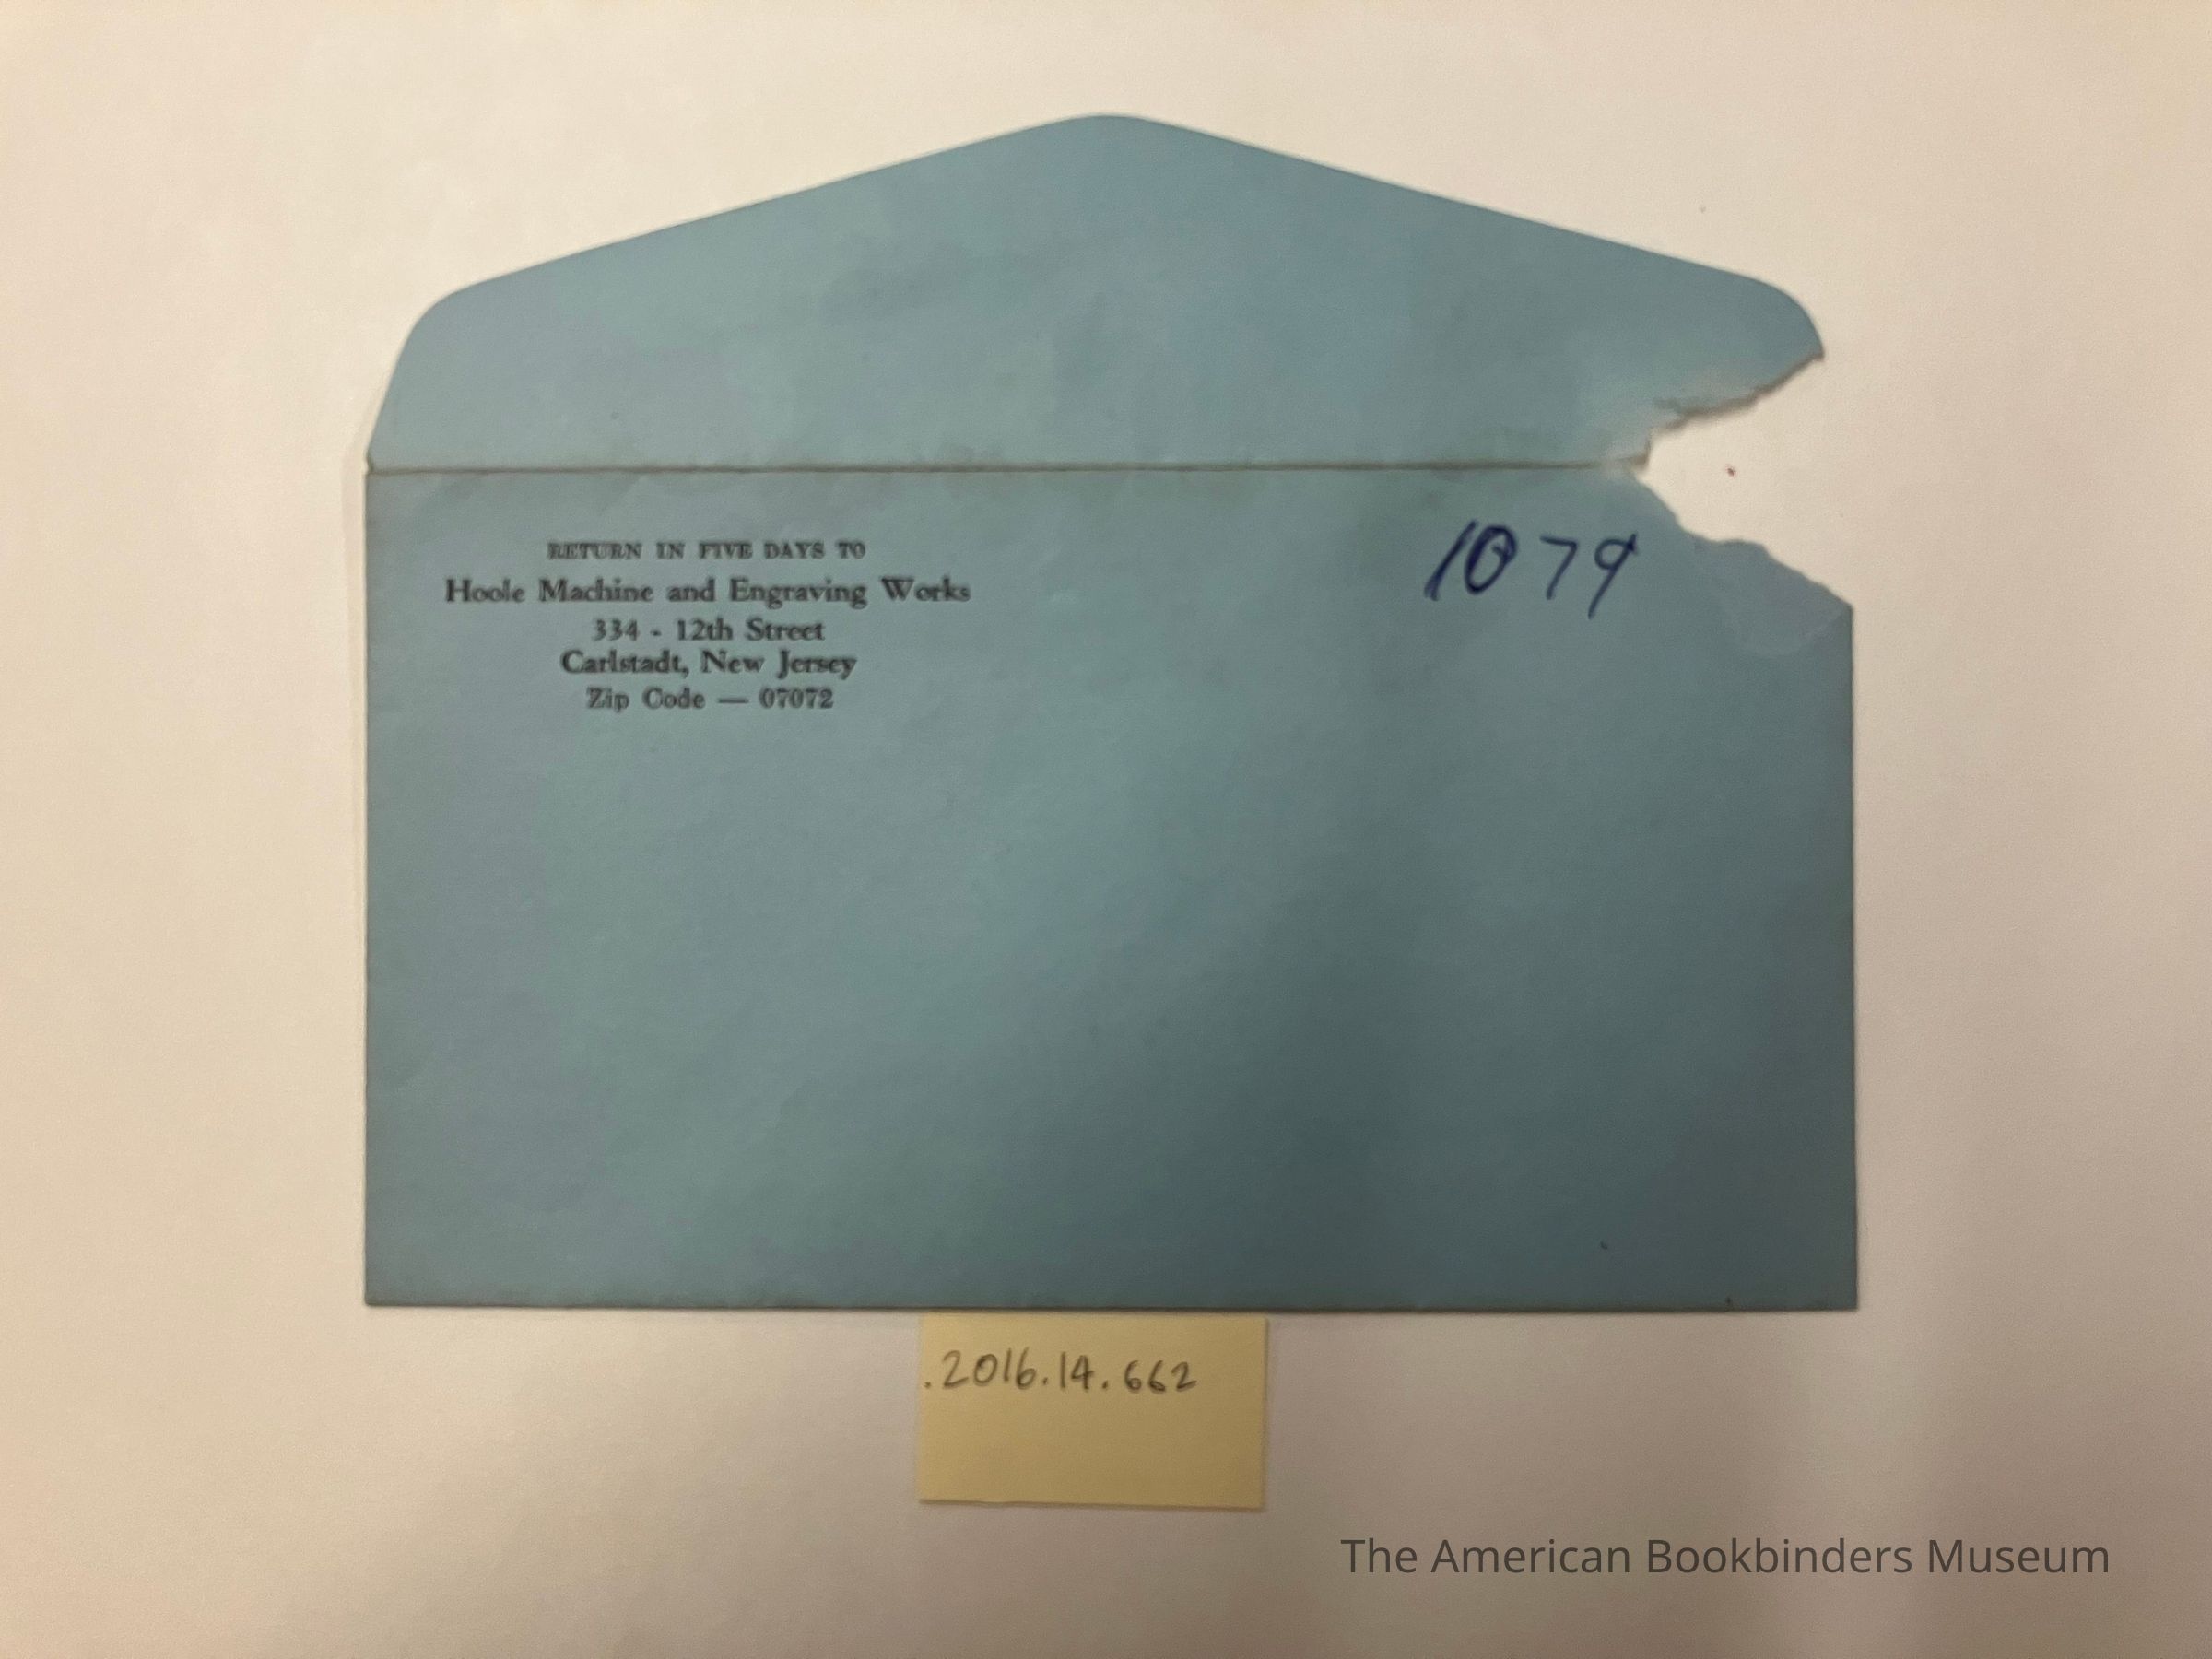 RETURN IN FIVE DAYS TO
Hoole Machine and Engraving Works
334 - 12th Street
Carlstadt, New Jersey
Zip Code — 07072
1079
.2016.14.662
The American Bookbinders Museum